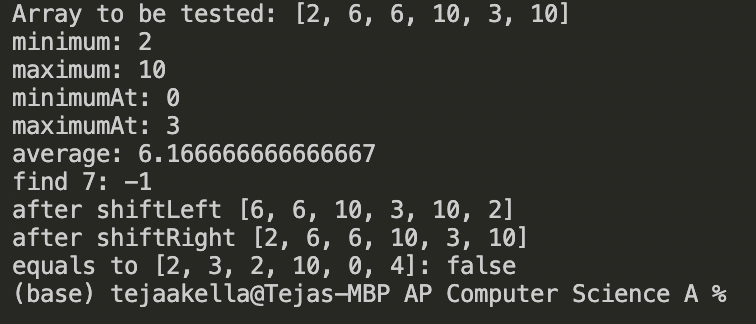 Array to be tested: [2, 6, 6, 10, 3, 10]
minimum: 2
maximum: 10
minimumAt: 0
maximumAt: 3
average: 6.166666666666667
find 7: -1
after shiftLeft [6, 6, 10, 3, 10, 2]
after shiftRight [2, 6, 6, 10, 3, 10]
equals to [2, 3, 2, 10, 0, 4]: false
(base) tejaakella@Tejas-MBP AP Computer Science A %